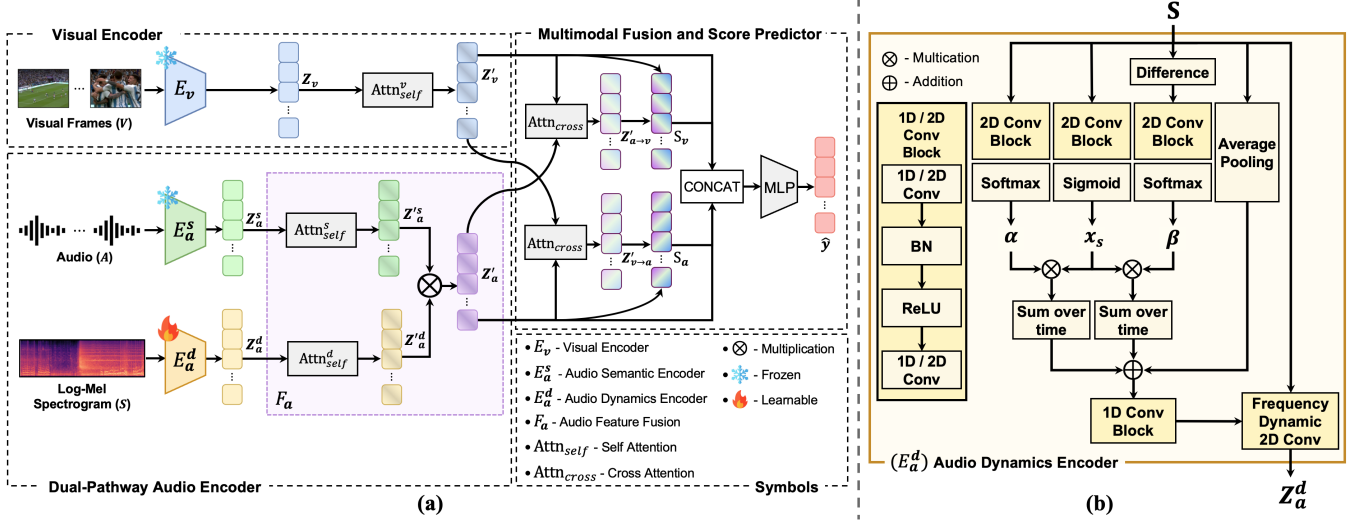 Visual Encoder
E_v
Z_v
Attn^v_self
Z'_v
Visual Frames (V)
Multimodal Fusion and Score Predictor
Attn_cross
Z'_a→v
S_v
Attn_cross
Z'_v→a
S_a
CONCAT
MLP
ŷ
E^s_a
Z^s_a
Attn^s_self
Z'^s_a
Audio (A)
Z'_a
E^d_a
Z^d_a
Attn^d_self
Z'^d_a
Log-Mel
Spectrogram (S)
F_a
Dual-Pathway Audio Encoder
• E_v - Visual Encoder
• E^s_a - Audio Semantic Encoder
• E^d_a - Audio Dynamics Encoder
• F_a - Audio Feature Fusion
• Attn_self - Self Attention
• Attn_cross - Cross Attention
• ⊗ - Multiplication
• - Frozen
• - Learnable
Symbols
(a)
S
⊗ - Multication
⊕ - Addition
Difference
1D / 2D
Conv
Block
1D / 2D
Conv
BN
ReLU
1D / 2D
Conv
2D Conv
Block
2D Conv
Block
2D Conv
Block
Average
Pooling
Softmax
Sigmoid
Softmax
α
x_s
β
Sum over
time
Sum over
time
1D Conv
Block
Frequency
Dynamic
2D Conv
(E^d_a) Audio Dynamics Encoder
Z^d_a
(b)